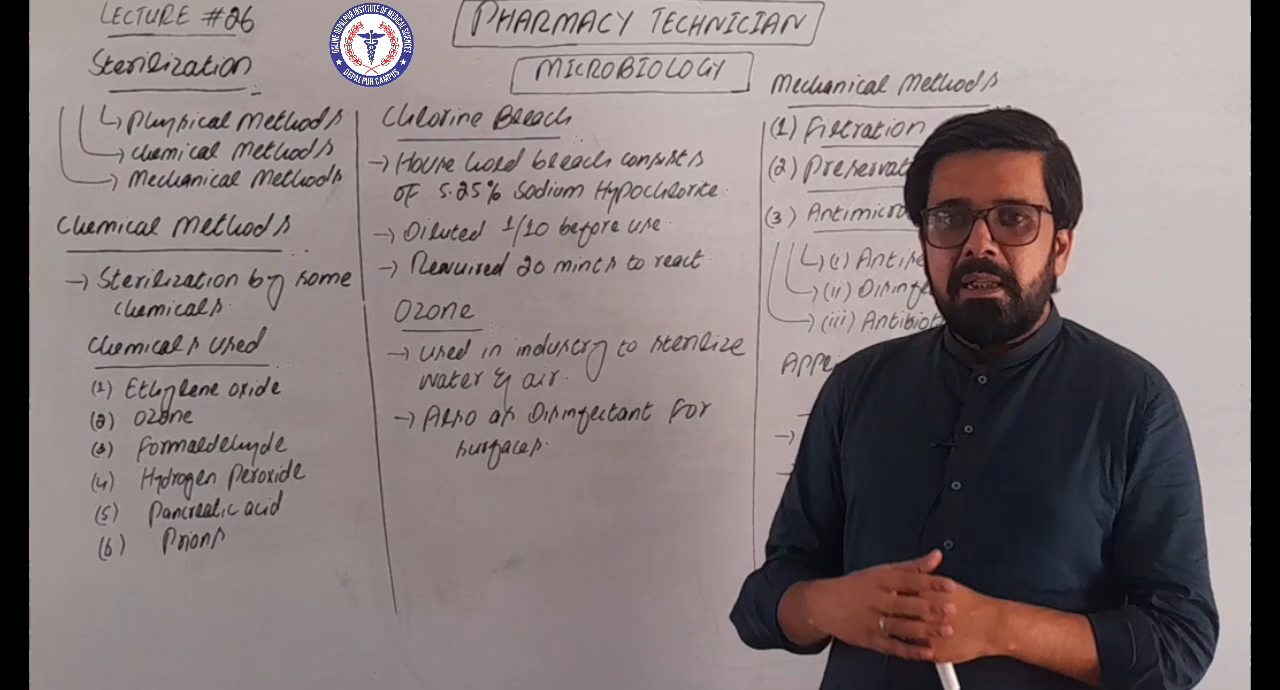 LECTURE #26
PHARMACY TECHNICIAN
MICROBIOLOGY
DEPALPUR CAMPUS
Sterilization
Physical Methods
Chemical Methods
Mechanical Methods
Chemical Methods
Sterilization by some
chemicals.
Chemicals used
(1) Ethylene oxide
(2) Ozone
(3) Formaldehyde
(4) Hydrogen Peroxide
(5) Pancreatic acid
(6) Prions
Chlorine Bleach
House hold bleach consists
of 5.25% Sodium Hypochlorite.
Diluted 1/10 before use.
Required 20 mints to react
Ozone
used in industry to sterilize
water & air.
Also as Disinfectant for
surfaces.
Mechanical Methods
(1) Filtration
(2) Preservat
(3) Antimicro
(i) Antise
(ii) Disinfe
(iii) Antibiot